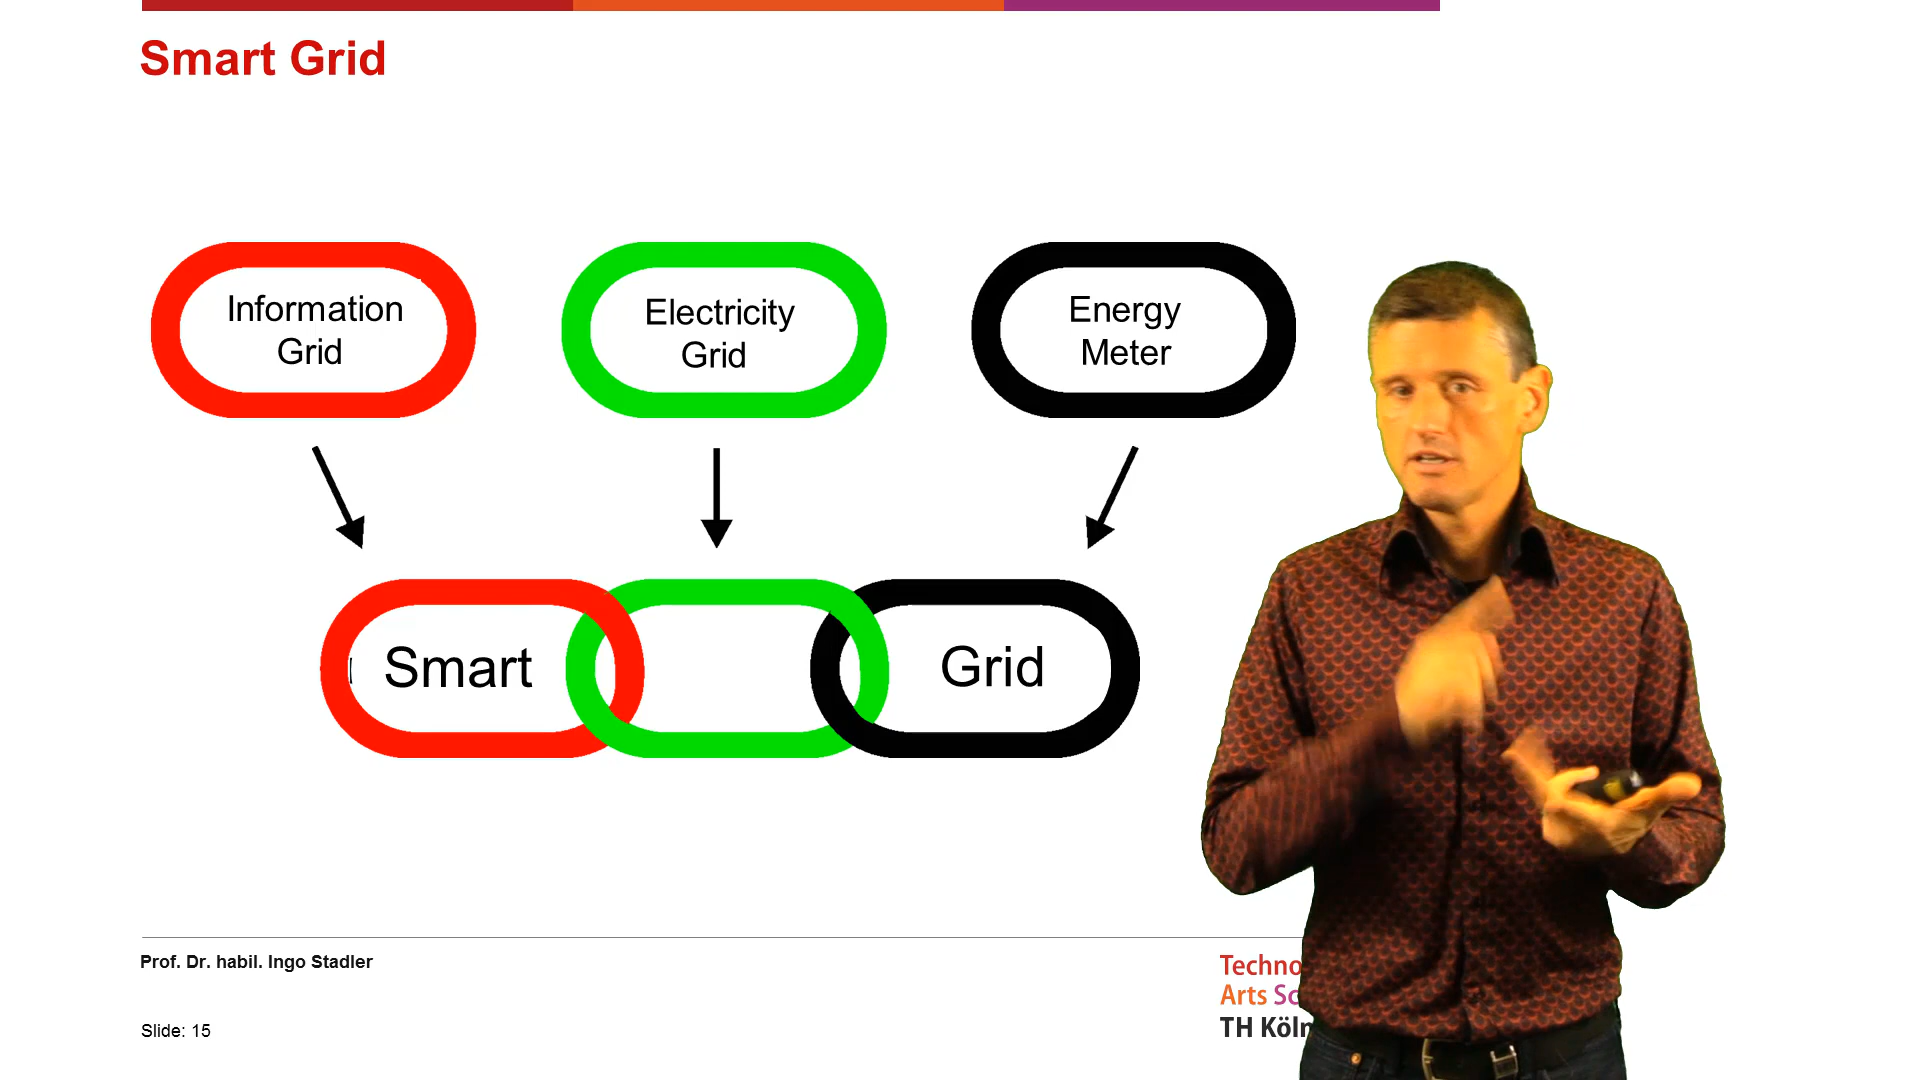 Smart Grid
Information
Grid
Electricity
Grid
Energy
Meter
Smart
Grid
Prof. Dr. habil. Ingo Stadler
Slide: 15
Arts
TH Köln